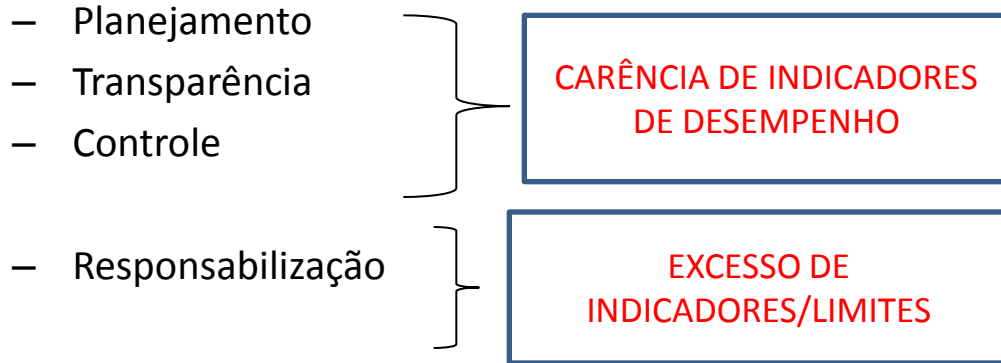 – Planejamento
– Transparência
– Controle
CARÊNCIA DE INDICADORES
DE DESEMPENHO
– Responsabilização
EXCESSO DE
INDICADORES/LIMITES